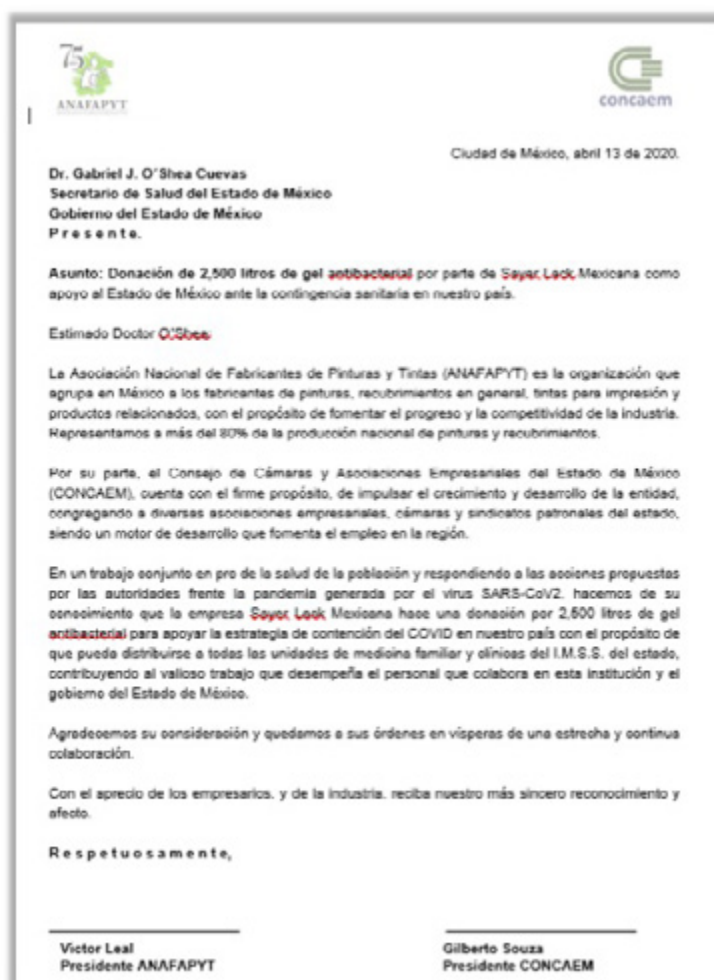 75
ANAFAPYT
concaem
Ciudad de México, abril 13 de 2020.
Dr. Gabriel J. O´Shea Cuevas
Secretario de Salud del Estado de México
Gobierno del Estado de México
P r e s e n t e.
Asunto: Donación de 2,500 litros de gel antibacterial por parte de Sayer Lack Mexicana como
apoyo al Estado de México ante la contingencia sanitaria en nuestro país.
Estimado Doctor O´Shea:
La Asociación Nacional de Fabricantes de Pinturas y Tintas (ANAFAPYT) es la organización que
agrupa en México a los fabricantes de pinturas, recubrimientos en general, tintas para impresión y
productos relacionados, con el propósito de fomentar el progreso y la competitividad de la industria.
Representamos a más del 80% de la producción nacional de pinturas y recubrimientos.
Por su parte, el Consejo de Cámaras y Asociaciones Empresariales del Estado de México
(CONCAEM), cuenta con el firme propósito, de impulsar el crecimiento y desarrollo de la entidad,
congregando a diversas asociaciones empresariales, cámaras y sindicatos patronales del estado,
siendo un motor de desarrollo que fomenta el empleo en la región.
En un trabajo conjunto en pro de la salud de la población y respondiendo a las acciones propuestas
por las autoridades frente la pandemia generada por el virus SARS-CoV2. hacemos de su
conocimiento que la empresa Sayer Lack Mexicana hace una donación por 2,500 litros de gel
antibacterial para apoyar la estrategia de contención del COVID en nuestro país con el propósito de
que pueda distribuirse a todas las unidades de medicina familiar y clínicas del I.M.S.S. del estado,
contribuyendo al valioso trabajo que desempeña el personal que colabora en esta institución y el
gobierno del Estado de México.
Agradecemos su consideración y quedamos a sus órdenes en vísperas de una estrecha y continua
colaboración.
Con el aprecio de los empresarios, y de la industria, reciba nuestro más sincero reconocimiento y
afecto.
R e s p e t u o s a m e n t e,
Victor Leal
Presidente ANAFAPYT
Gilberto Souza
Presidente CONCAEM